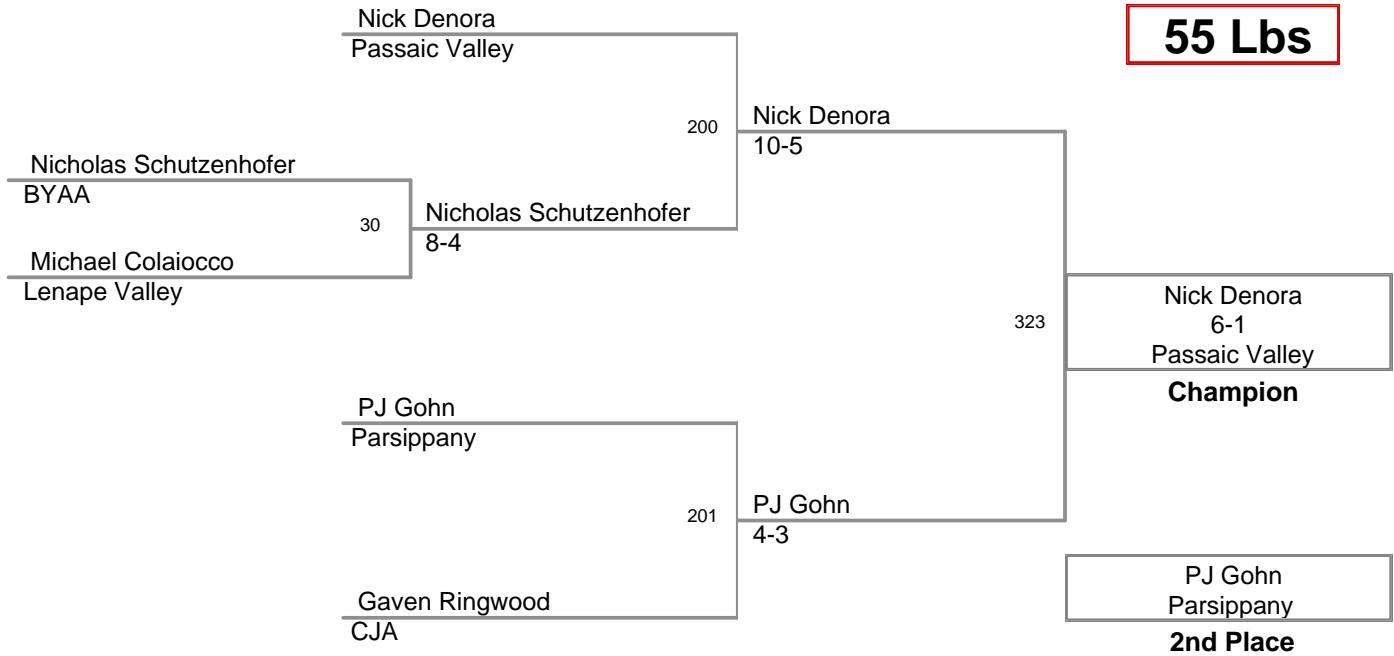 55 Lbs
Nick Denora
Passaic Valley
200
Nick Denora
10-5
Nicholas Schutzenhofer
BYAA
30
Nicholas Schutzenhofer
8-4
Michael Colaiocco
Lenape Valley
323
Nick Denora
6-1
Passaic Valley
Champion
PJ Gohn
Parsippany
201
PJ Gohn
4-3
Gaven Ringwood
CJA
PJ Gohn
Parsippany
2nd Place